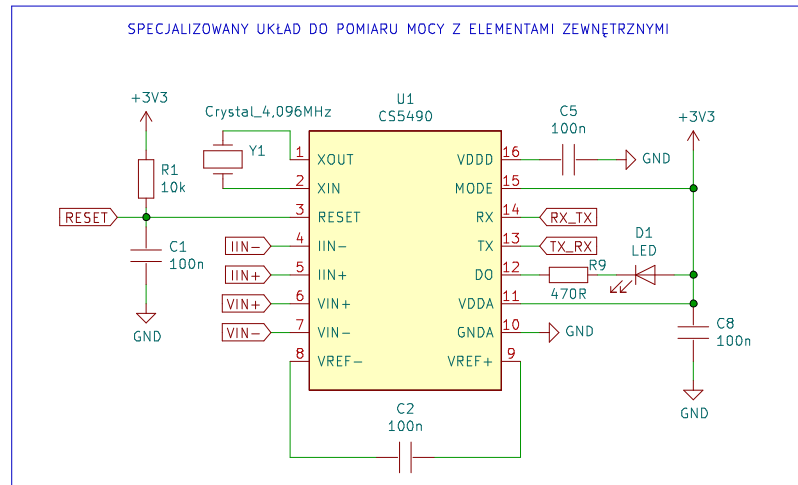 SPECJALIZOWANY UKŁAD DO POMIARU MOCY Z ELEMENTAMI ZEWNĘTRZNYMI
+3V3
Crystal_4,096MHz
Y1
R1
10k
RESET
C1
100n
GND
U1
CS5490
1 XOUT
2 XIN
3 RESET
4 IIN-
5 IIN+
6 VIN+
7 VIN-
8 VREF-
IIN-
IIN+
VIN+
VIN-
VDDD 16
MODE 15
RX 14
TX 13
DO 12
VDDA 11
GNDA 10
VREF+ 9
C5
100n
GND
+3V3
RX_TX
TX_RX
D1
LED
R9
470R
GND
C8
100n
GND
C2
100n